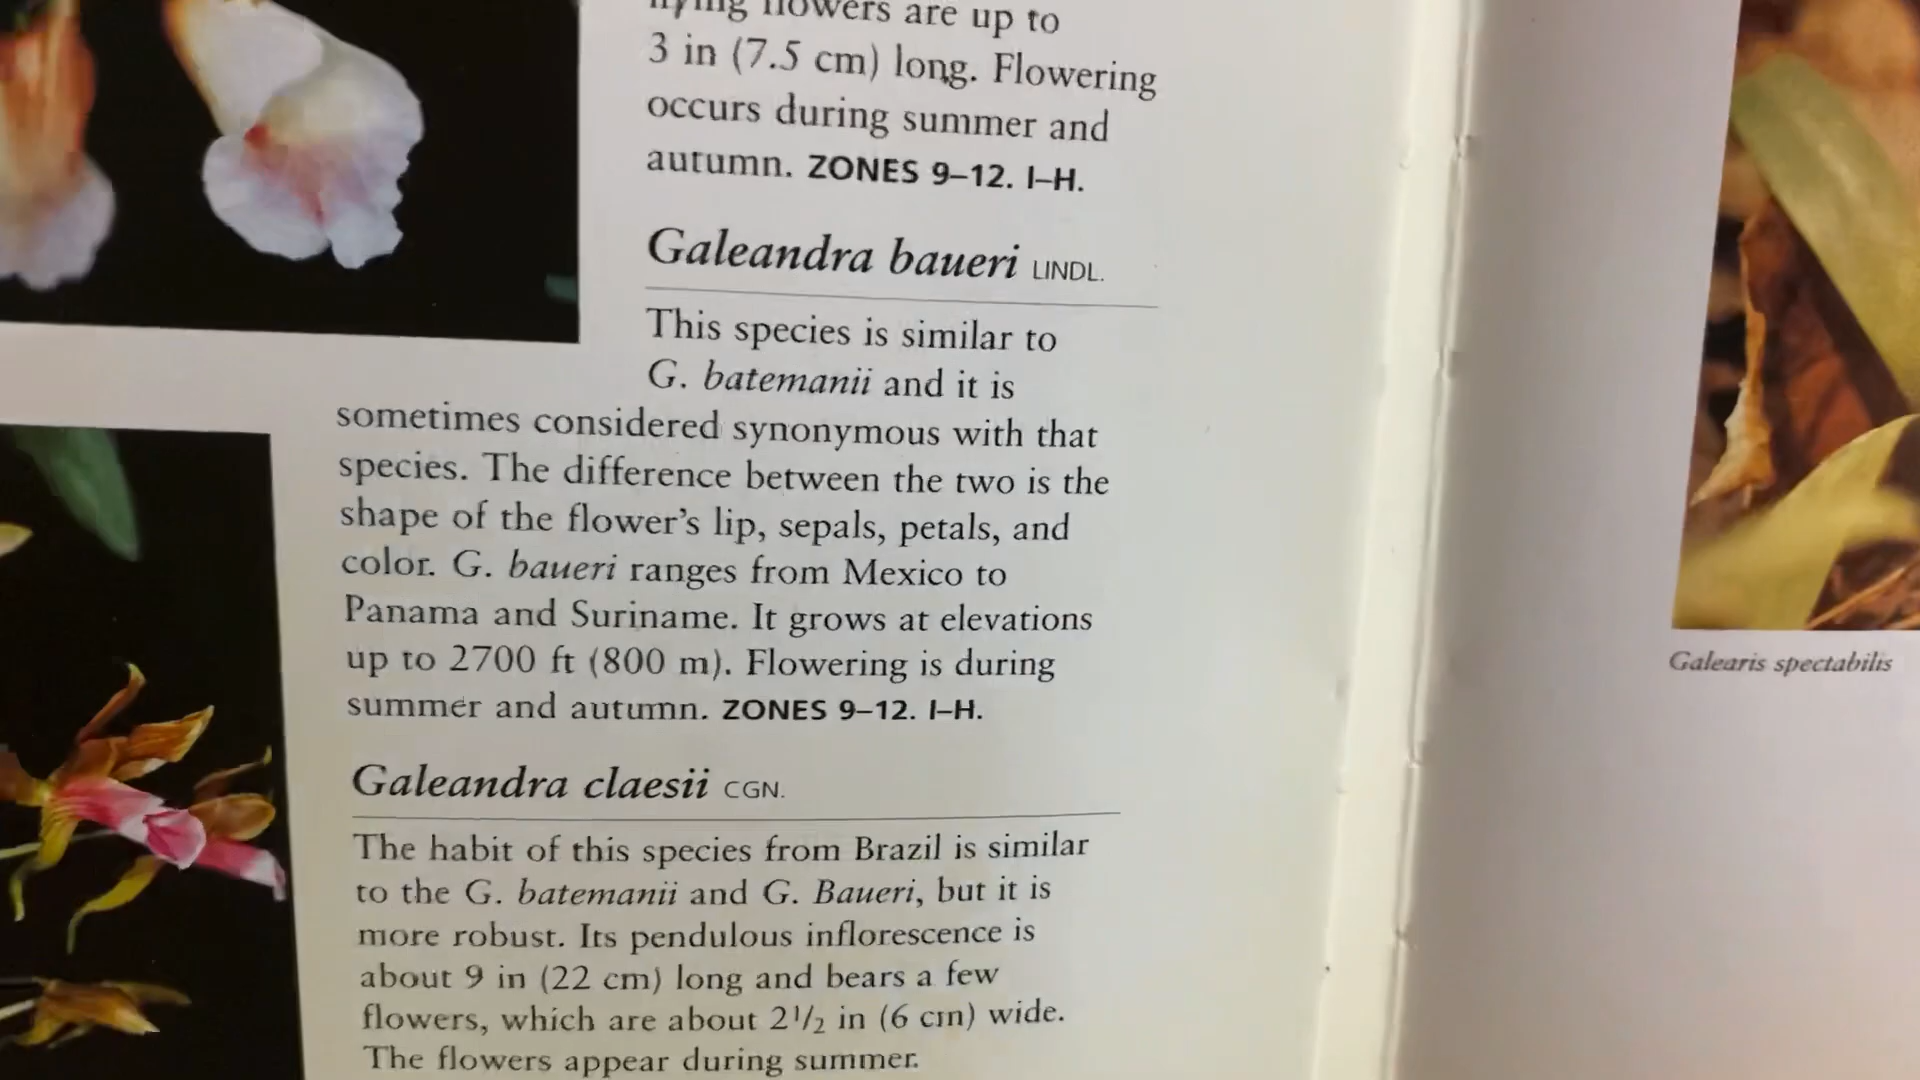 flowers are up to
3 in (7.5 cm) long. Flowering
occurs during summer and
autumn. ZONES 9–12. I–H.
Galeandra baueri LINDL.
This species is similar to
G. batemanii and it is
sometimes considered synonymous with that
species. The difference between the two is the
shape of the flower's lip, sepals, petals, and
color. G. baueri ranges from Mexico to
Panama and Suriname. It grows at elevations
up to 2700 ft (800 m). Flowering is during
summer and autumn. ZONES 9–12. I–H.
Galeandra claesii CGN.
The habit of this species from Brazil is similar
to the G. batemanii and G. Baueri, but it is
more robust. Its pendulous inflorescence is
about 9 in (22 cm) long and bears a few
flowers, which are about 2½ in (6 cm) wide.
The flowers appear during summer.
Galearis spectabilis